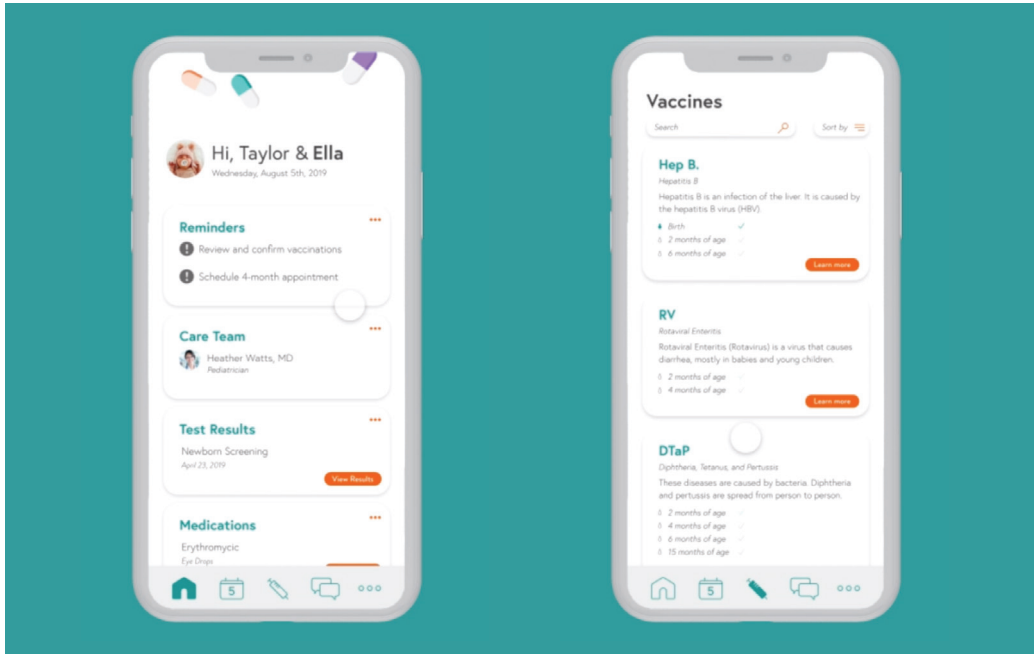 Hi, Taylor & Ella
Wednesday, August 5th, 2019
Reminders
! Review and confirm vaccinations
! Schedule 4-month appointment
Care Team
Heather Watts, MD
Pediatrician
Test Results
Newborn Screening
April 23, 2019
View Results
Medications
Erythromycic
Eye Drops
5
Vaccines
Search
Sort by
Hep B.
Hepatitis B
Hepatitis B is an infection of the liver. It is caused by
the hepatitis B virus (HBV).
Birth
2 months of age
6 months of age
Learn more
RV
Rotaviral Enteritis
Rotaviral Enteritis (Rotavirus) is a virus that causes
diarrhea, mostly in babies and young children.
2 months of age
4 months of age
Learn more
DTaP
Diphtheria, Tetanus, and Pertussis
These diseases are caused by bacteria. Diphtheria
and pertussis are spread from person to person.
2 months of age
4 months of age
6 months of age
15 months of age
5